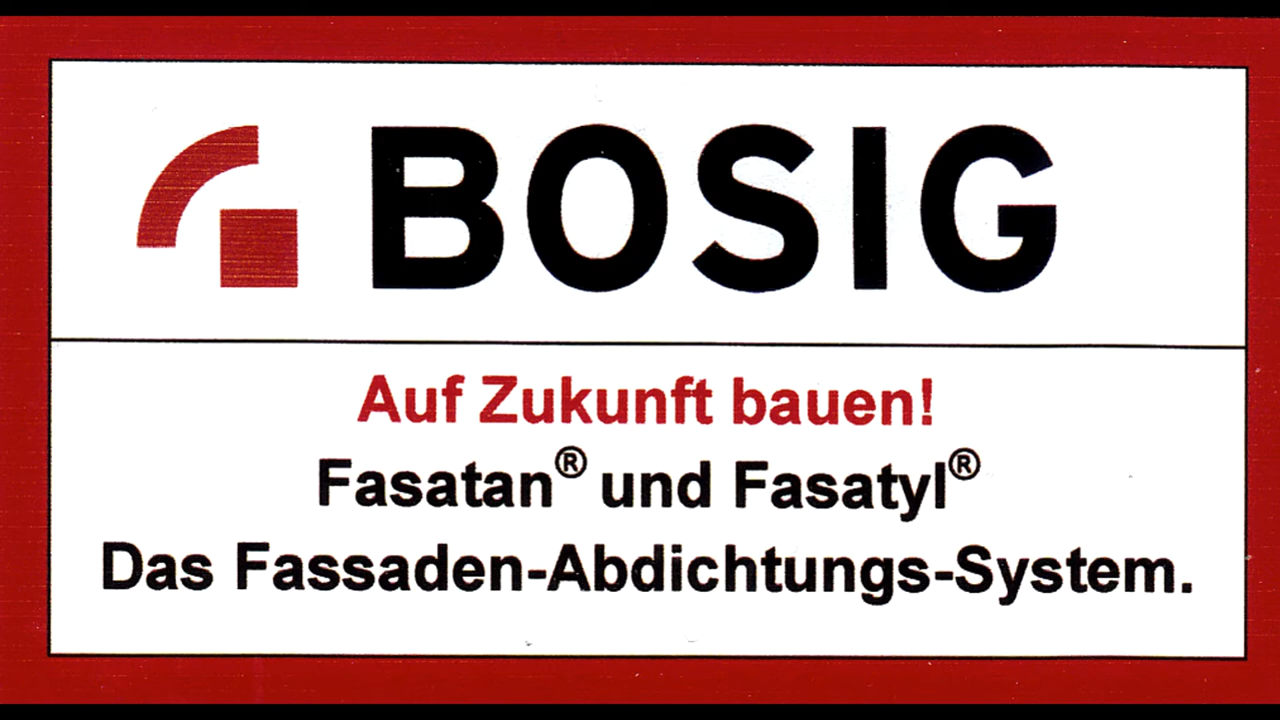 BOSIG
Auf Zukunft bauen!
Fasatan® und Fasatyl®
Das Fassaden-Abdichtungs-System.